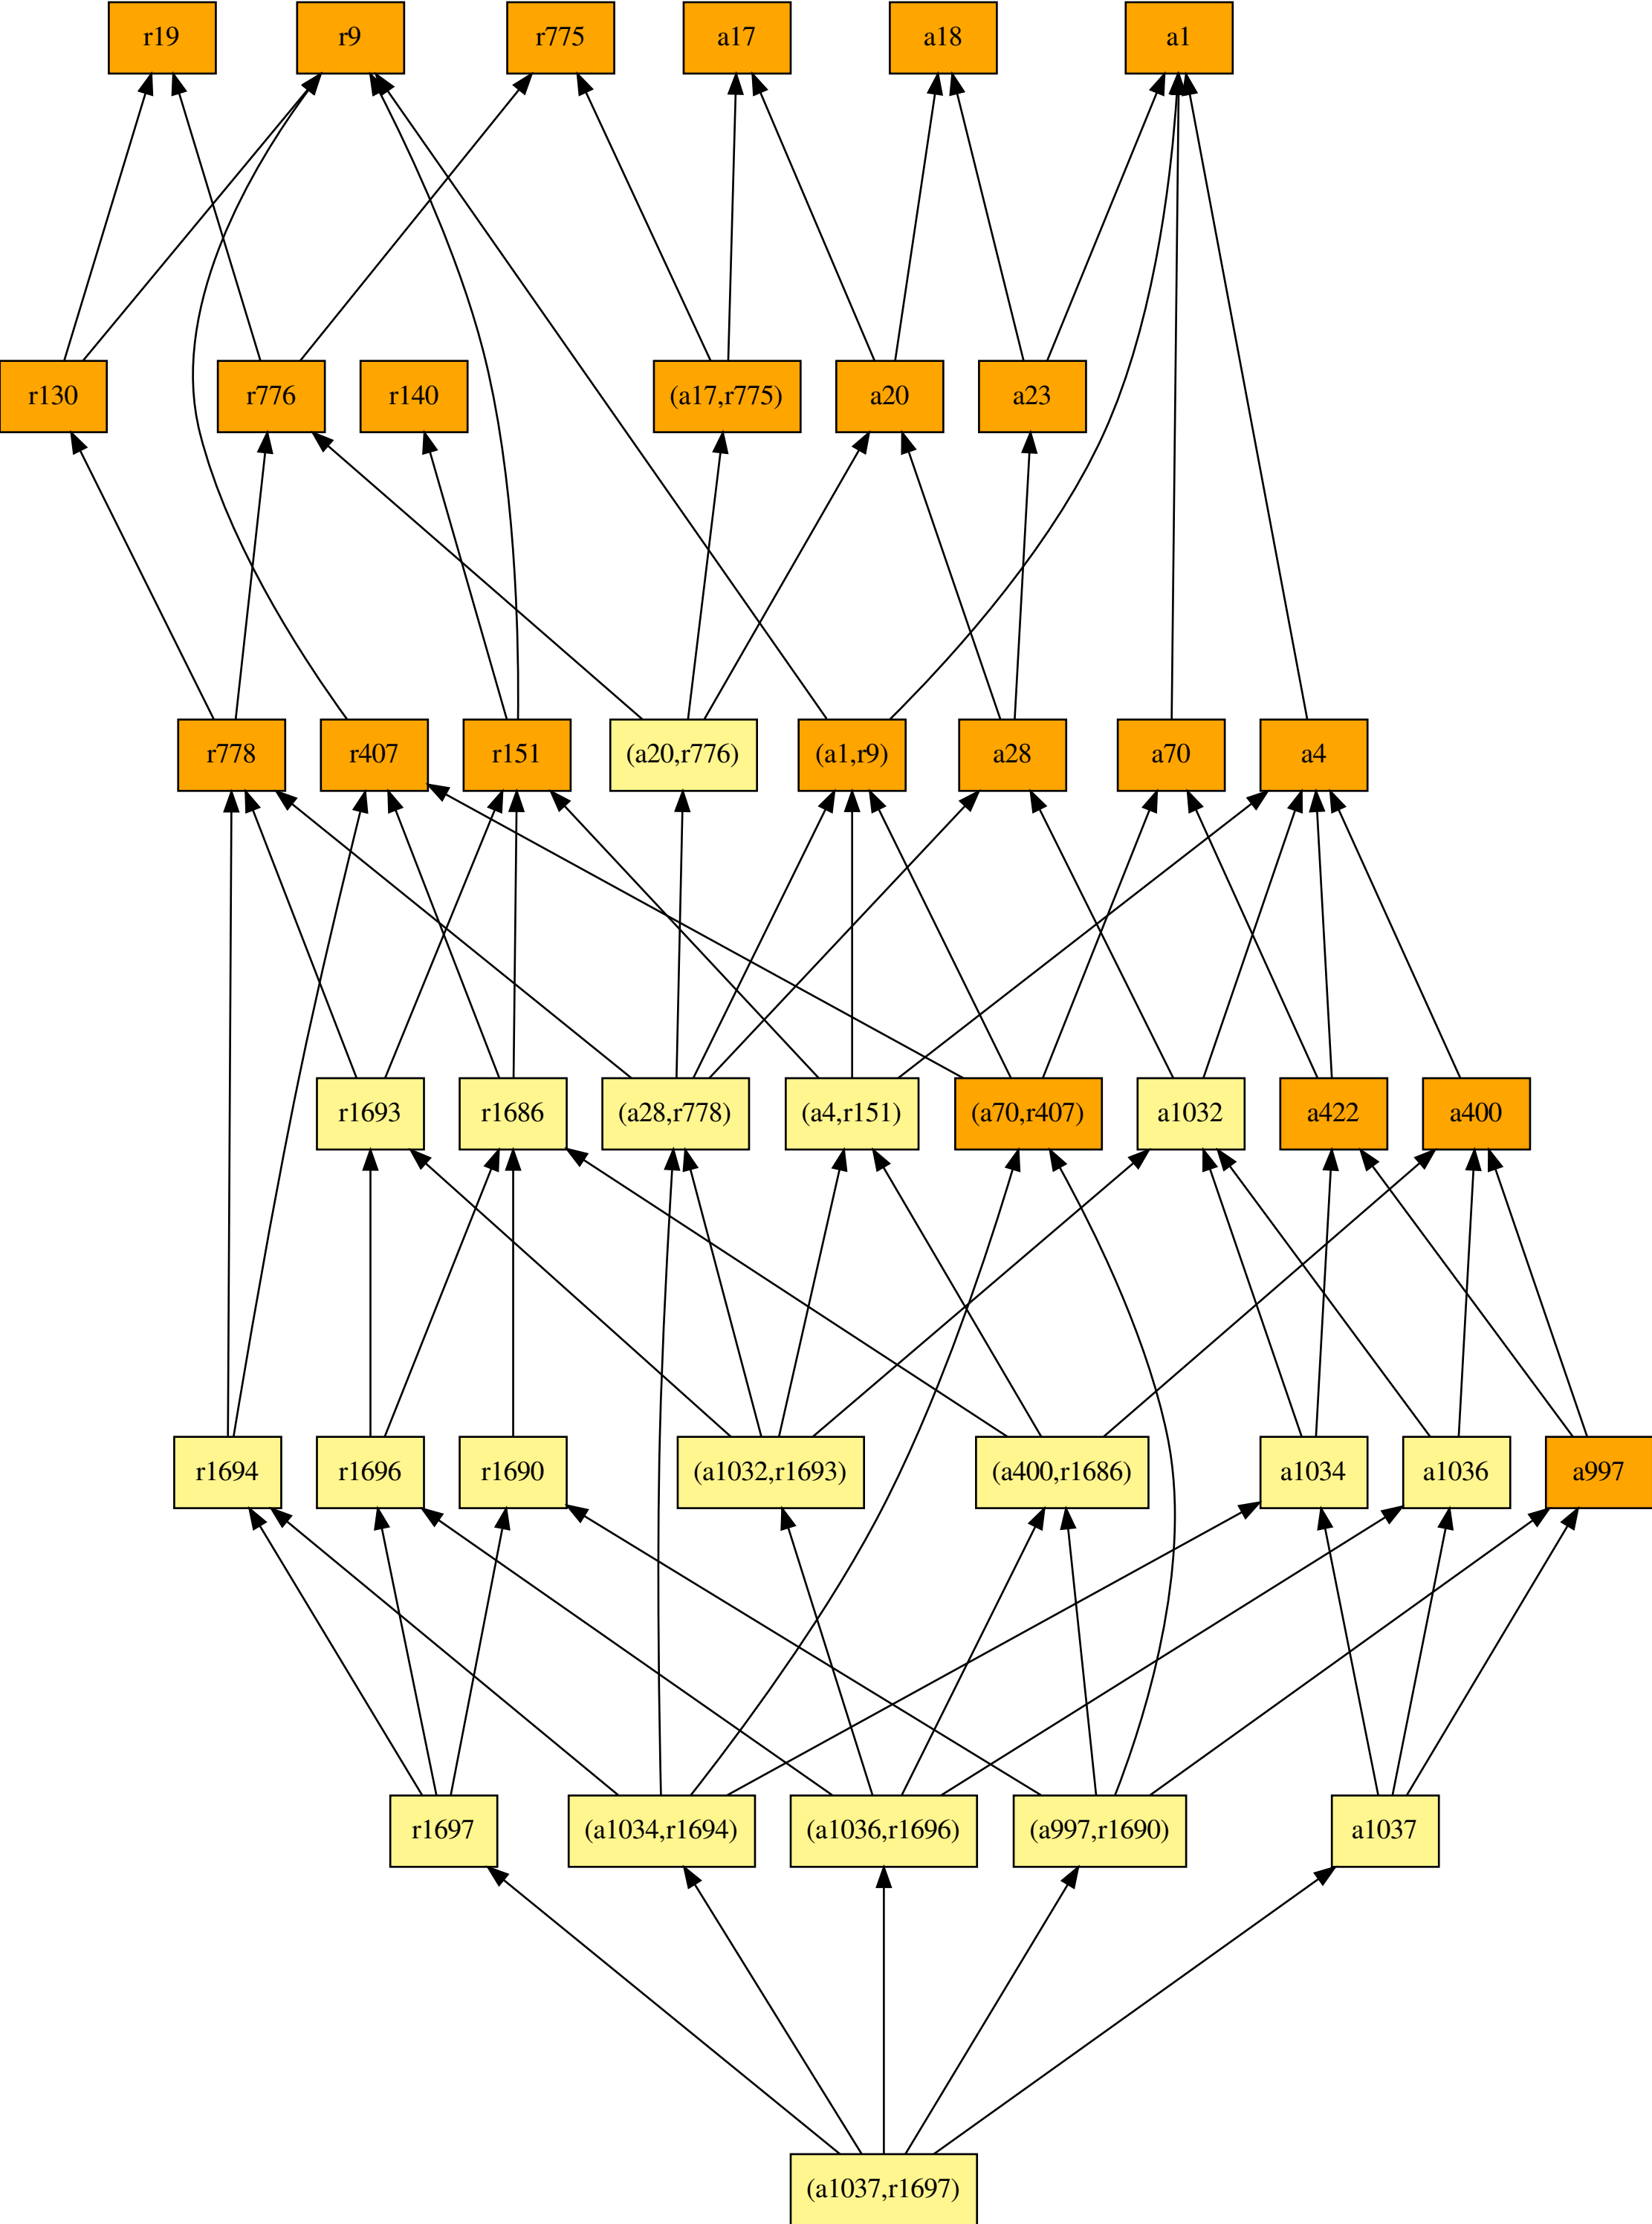 r19
r9
r775
a17
a18
a1
r130
r776
r140
(a17,r775)
a20
a23
r778
r407
r151
(a20,r776)
(a1,r9)
a28
a70
a4
r1693
r1686
(a28,r778)
(a4,r151)
(a70,r407)
a1032
a422
a400
r1694
r1696
r1690
(a1032,r1693)
(a400,r1686)
a1034
a1036
a997
r1697
(a1034,r1694)
(a1036,r1696)
(a997,r1690)
a1037
(a1037,r1697)